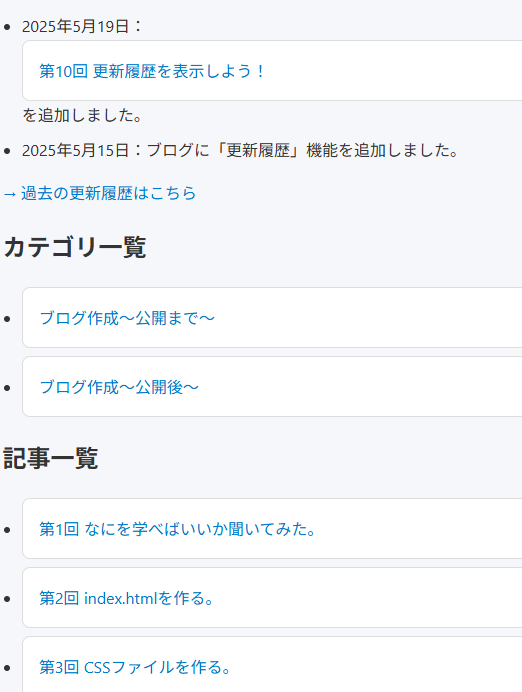 2025年5月19日：
第10回 更新履歴を表示しよう！
を追加しました。
2025年5月15日：ブログに「更新履歴」機能を追加しました。
→ 過去の更新履歴はこちら
カテゴリ一覧
ブログ作成～公開まで～
ブログ作成～公開後～
記事一覧
第1回 なにを学べばいいか聞いてみた。
第2回 index.htmlを作る。
第3回 CSSファイルを作る。